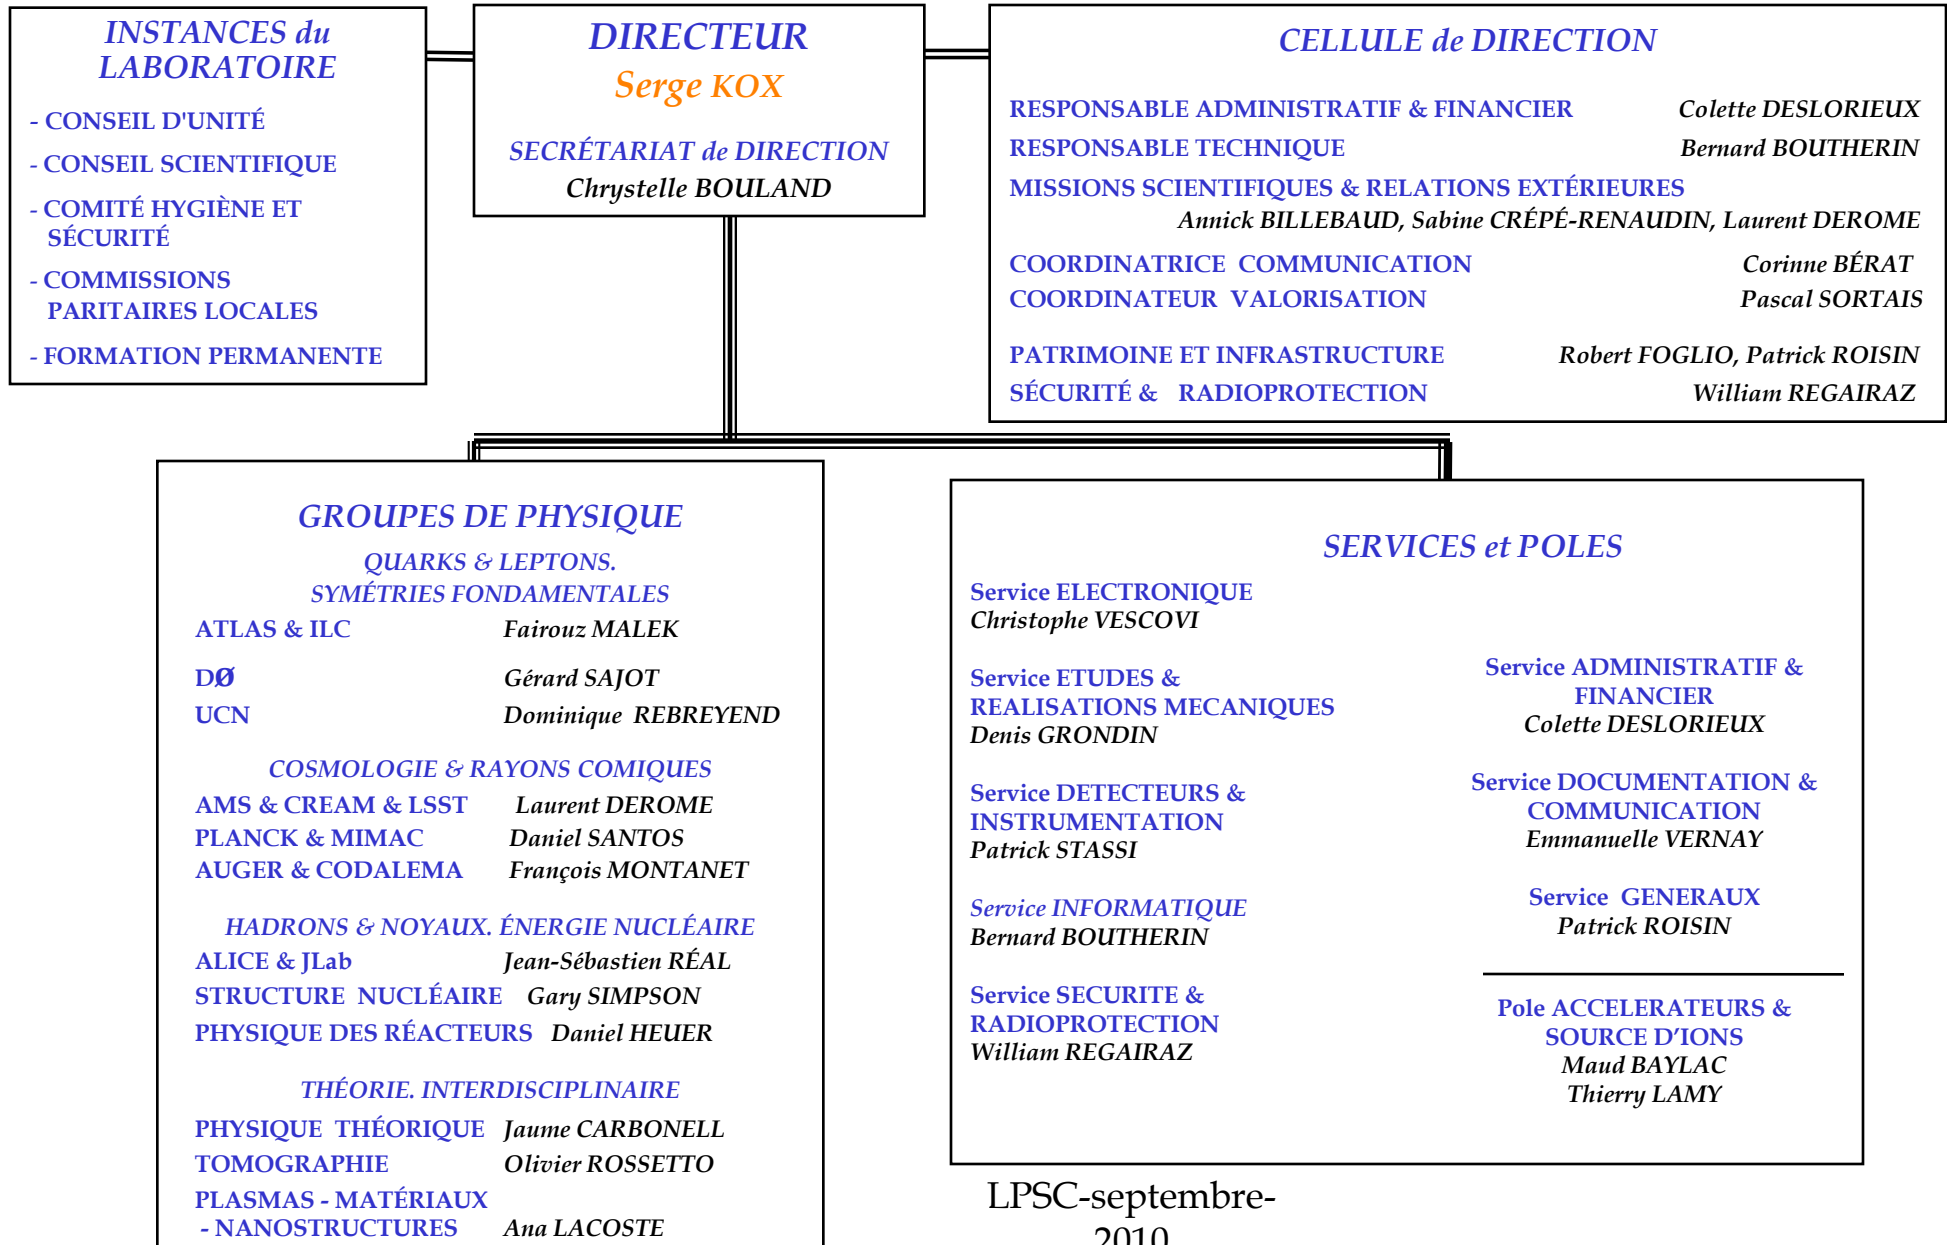 INSTANCES du
LABORATOIRE
- CONSEIL D'UNITÉ
- CONSEIL SCIENTIFIQUE
- COMITÉ HYGIÈNE ET
SÉCURITÉ
- COMMISSIONS
PARITAIRES LOCALES
- FORMATION PERMANENTE
DIRECTEUR
Serge KOX
SECRÉTARIAT de DIRECTION
Chrystelle BOULAND
CELLULE de DIRECTION
RESPONSABLE ADMINISTRATIF & FINANCIER Colette DESLORIEUX
RESPONSABLE TECHNIQUE Bernard BOUTHERIN
MISSIONS SCIENTIFIQUES & RELATIONS EXTÉRIEURES
Annick BILLEBAUD, Sabine CRÉPÉ-RENAUDIN, Laurent DEROME
COORDINATRICE COMMUNICATION Corinne BÉRAT
COORDINATEUR VALORISATION Pascal SORTAIS
PATRIMOINE ET INFRASTRUCTURE Robert FOGLIO, Patrick ROISIN
SÉCURITÉ & RADIOPROTECTION William REGAIRAZ
GROUPES DE PHYSIQUE
QUARKS & LEPTONS.
SYMÉTRIES FONDAMENTALES
ATLAS & ILC Fairouz MALEK
DØ Gérard SAJOT
UCN Dominique REBREYEND
COSMOLOGIE & RAYONS COMIQUES
AMS & CREAM & LSST Laurent DEROME
PLANCK & MIMAC Daniel SANTOS
AUGER & CODALEMA François MONTANET
HADRONS & NOYAUX. ÉNERGIE NUCLÉAIRE
ALICE & JLab Jean-Sébastien RÉAL
STRUCTURE NUCLÉAIRE Gary SIMPSON
PHYSIQUE DES RÉACTEURS Daniel HEUER
THÉORIE. INTERDISCIPLINAIRE
PHYSIQUE THÉORIQUE Jaume CARBONELL
TOMOGRAPHIE Olivier ROSSETTO
PLASMAS - MATÉRIAUX
- NANOSTRUCTURES Ana LACOSTE
SERVICES et POLES
Service ELECTRONIQUE
Christophe VESCOVI
Service ETUDES &
REALISATIONS MECANIQUES
Denis GRONDIN
Service DETECTEURS &
INSTRUMENTATION
Patrick STASSI
Service INFORMATIQUE
Bernard BOUTHERIN
Service SECURITE &
RADIOPROTECTION
William REGAIRAZ
Service ADMINISTRATIF &
FINANCIER
Colette DESLORIEUX
Service DOCUMENTATION &
COMMUNICATION
Emmanuelle VERNAY
Service GENERAUX
Patrick ROISIN
Pole ACCELERATEURS &
SOURCE D’IONS
Maud BAYLAC
Thierry LAMY
LPSC-septembre-
2010